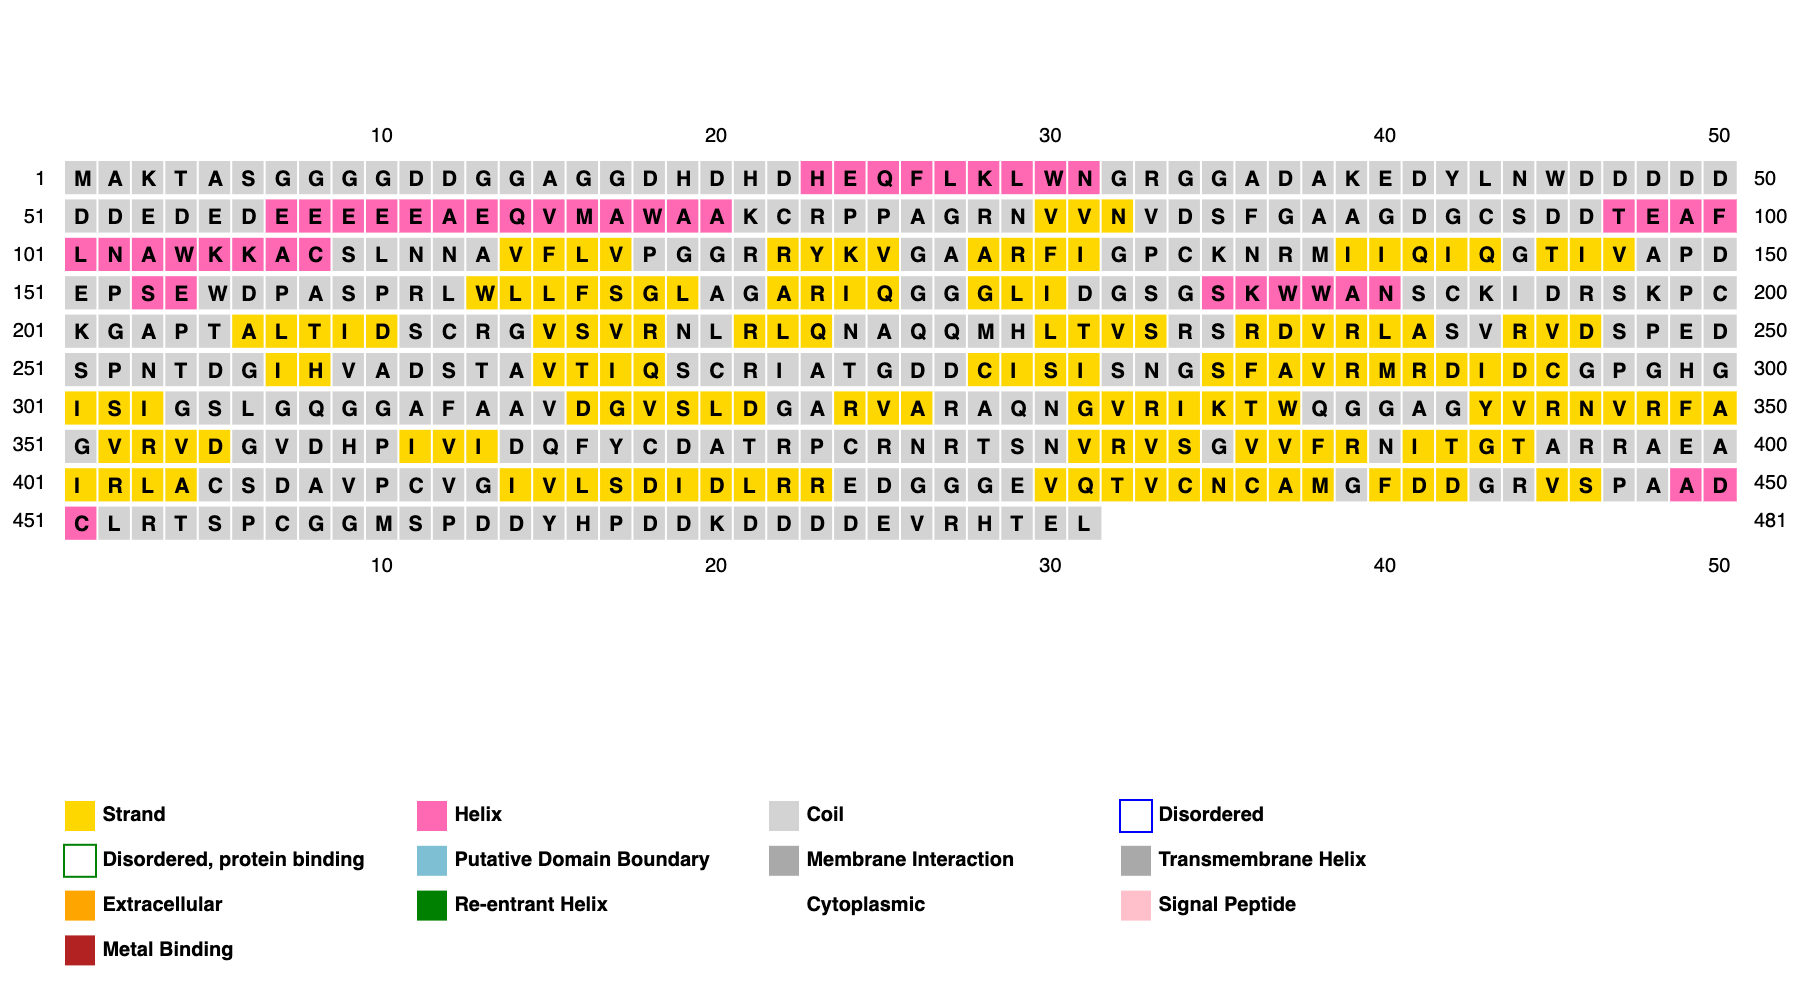 10 20 30 40 50
1 M A K T A S G G G G D D G G A G G D H D H D H E Q F L K L W N G R G G A D A K E D Y L N W D D D D D 50
51 D D E D E D E E E E E A E Q V M A W A A K C R P P A G R N V V N V D S F G A A G D G C S D D T E A F 100
101 L N A W K K A C S L N N A V F L V P G G R R Y K V G A A R F I G P C K N R M I I Q I Q G T I V A P D 150
151 E P S E W D P A S P R L W L L F S G L A G A R I Q G G G L I D G S G S K W W A N S C K I D R S K P C 200
201 K G A P T A L T I D S C R G V S V R N L R L Q N A Q Q M H L T V S R S R D V R L A S V R V D S P E D 250
251 S P N T D G I H V A D S T A V T I Q S C R I A T G D D C I S I S N G S F A V R M R D I D C G P G H G 300
301 I S I G S L G Q G G A F A A V D G V S L D G A R V A R A Q N G V R I K T W Q G G A G Y V R N V R F A 350
351 G V R V D G V D H P I V I D Q F Y C D A T R P C R N R T S N V R V S G V V F R N I T G T A R R A E A 400
401 I R L A C S D A V P C V G I V L S D I D L R R E D G G G E V Q T V C N C A M G F D D G R V S P A A D 450
451 C L R T S P C G G M S P D D Y H P D D K D D D D E V R H T E L 481
10 20 30 40 50
Strand Helix Coil Disordered
Disordered, protein binding Putative Domain Boundary Membrane Interaction Transmembrane Helix
Extracellular Re-entrant Helix Cytoplasmic Signal Peptide
Metal Binding